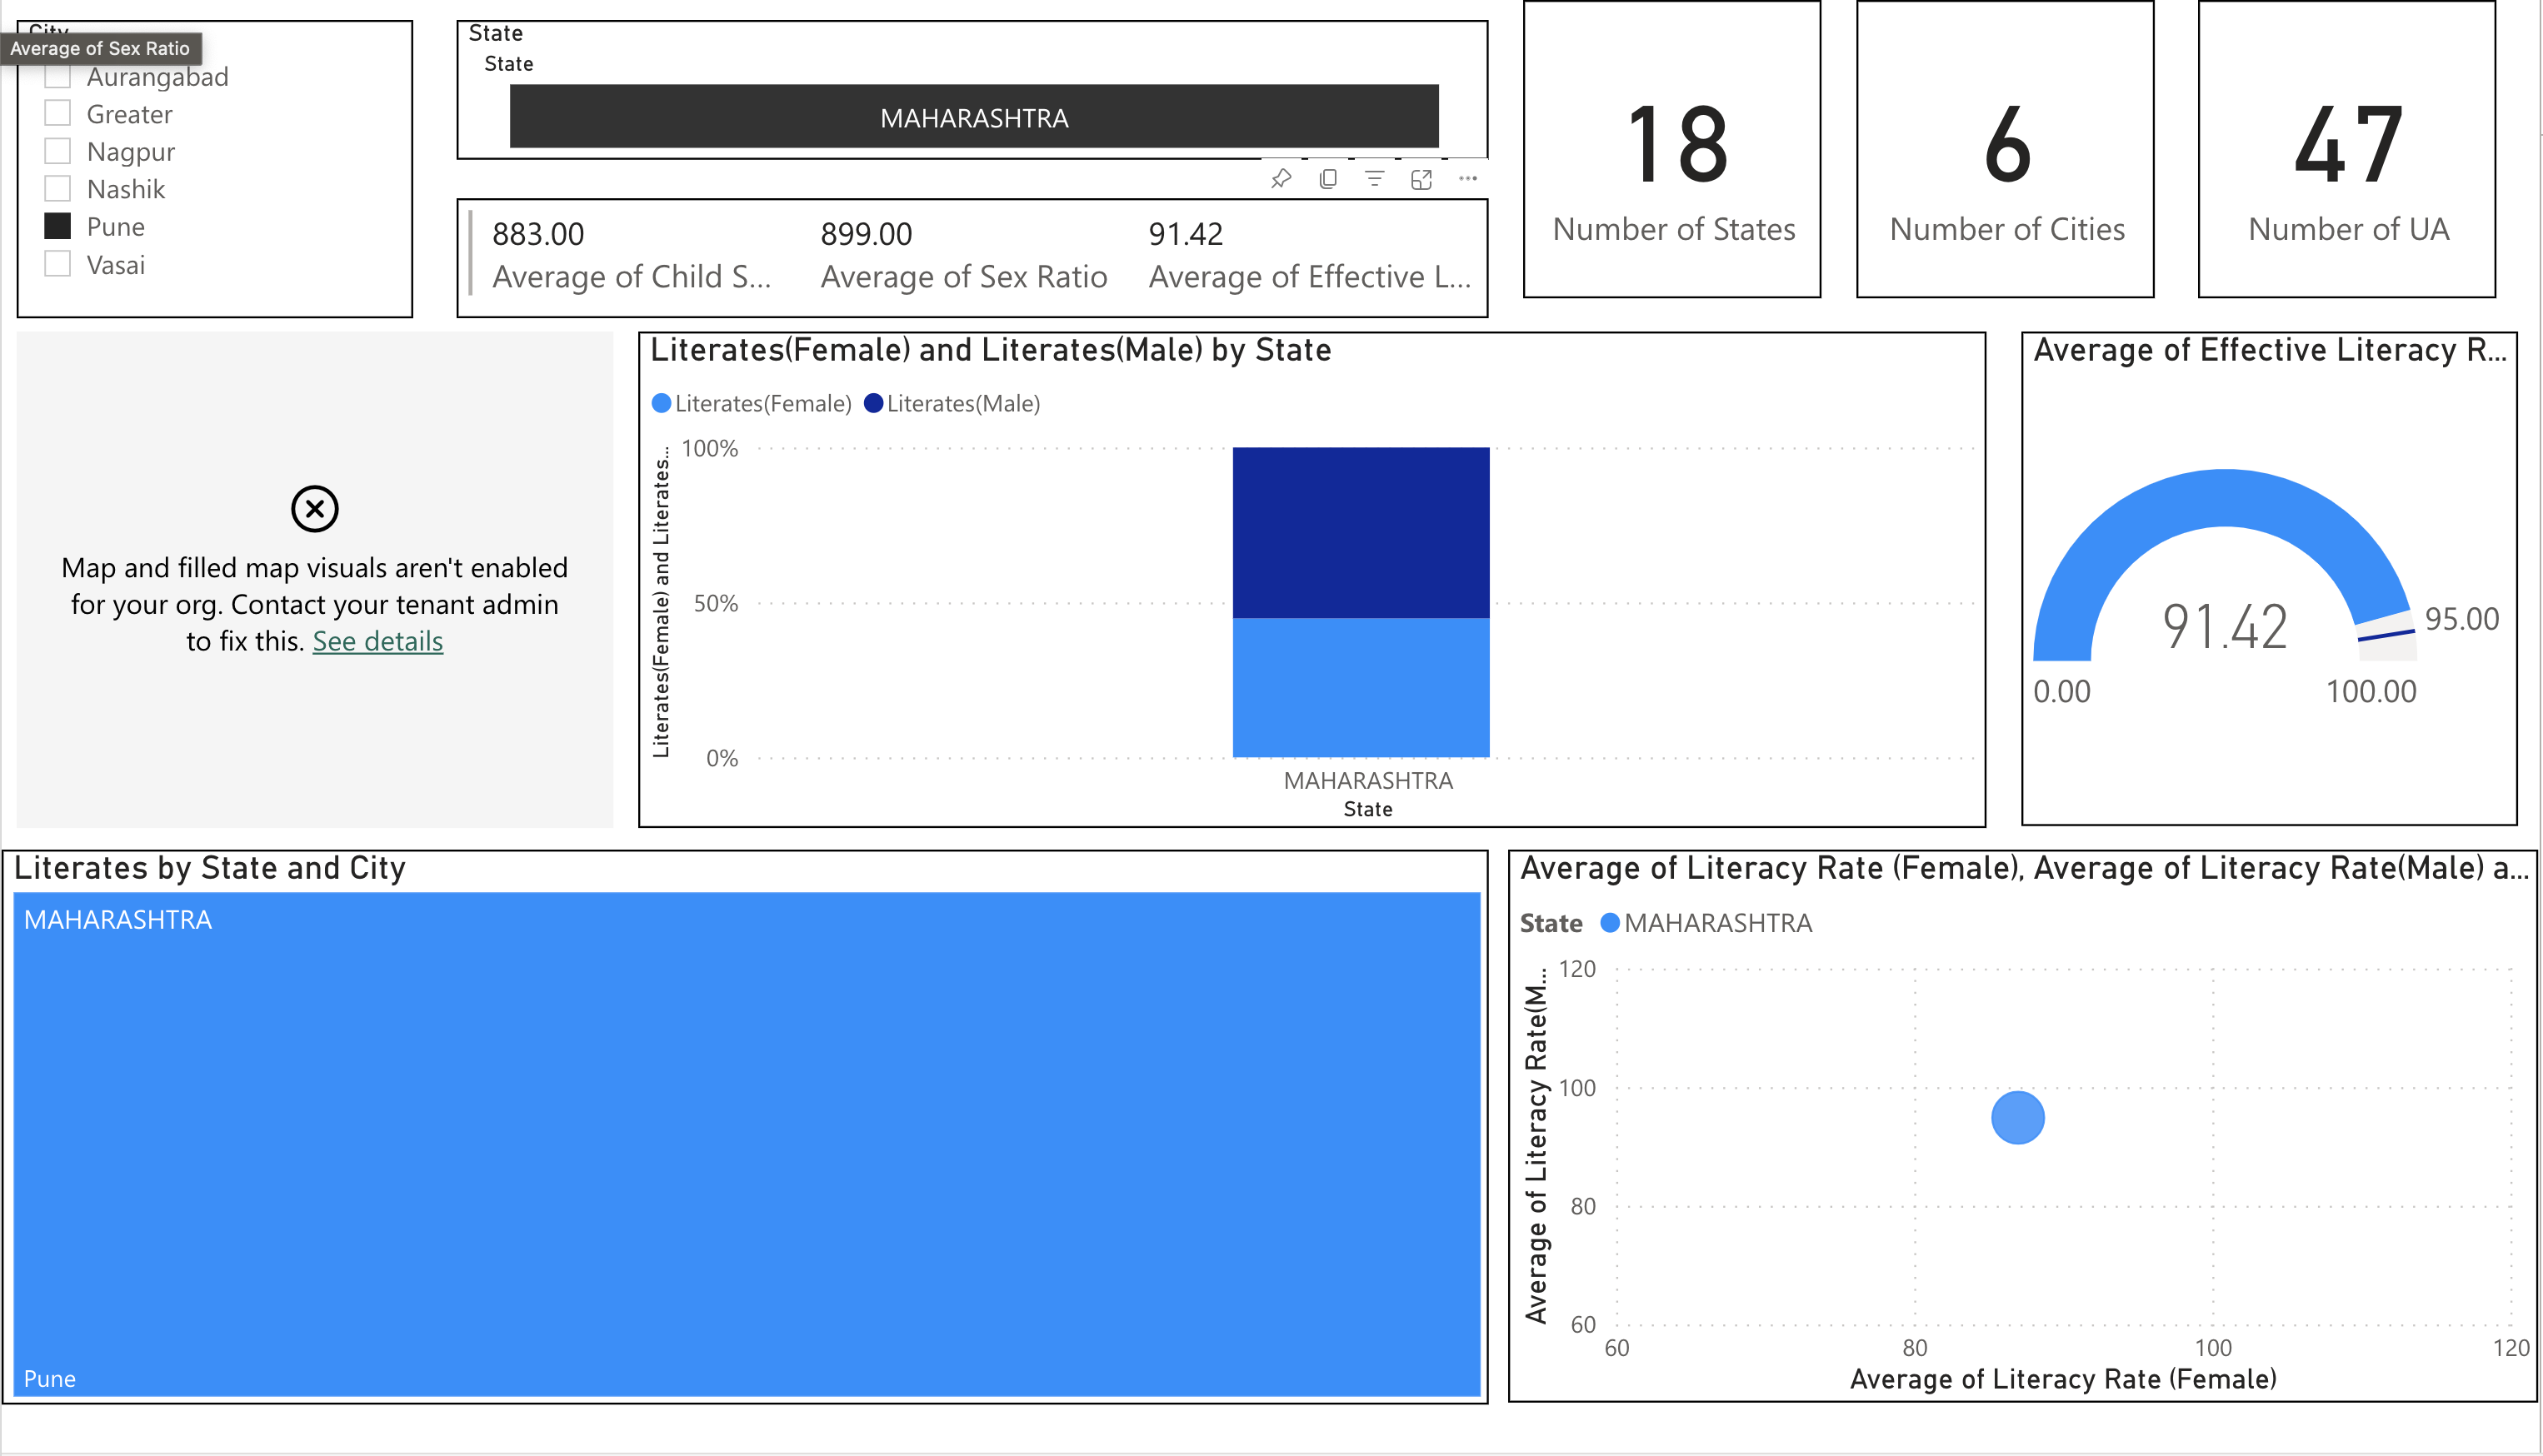 City
Average of Sex Ratio
Aurangabad
Greater
Nagpur
Nashik
Pune
Vasai
State
State
MAHARASHTRA
883.00
Average of Child S...
899.00
Average of Sex Ratio
91.42
Average of Effective L...
18
Number of States
6
Number of Cities
47
Number of UA
Map and filled map visuals aren't enabled
for your org. Contact your tenant admin
to fix this. See details
Literates(Female) and Literates(Male) by State
Literates(Female) Literates(Male)
Literates(Female) and Literates...
100%
50%
0%
MAHARASHTRA
State
Average of Effective Literacy R...
91.42
95.00
0.00
100.00
Literates by State and City
MAHARASHTRA
Pune
Average of Literacy Rate (Female), Average of Literacy Rate(Male) a...
State MAHARASHTRA
Average of Literacy Rate(M...
120
100
80
60
60 80 100 120
Average of Literacy Rate (Female)